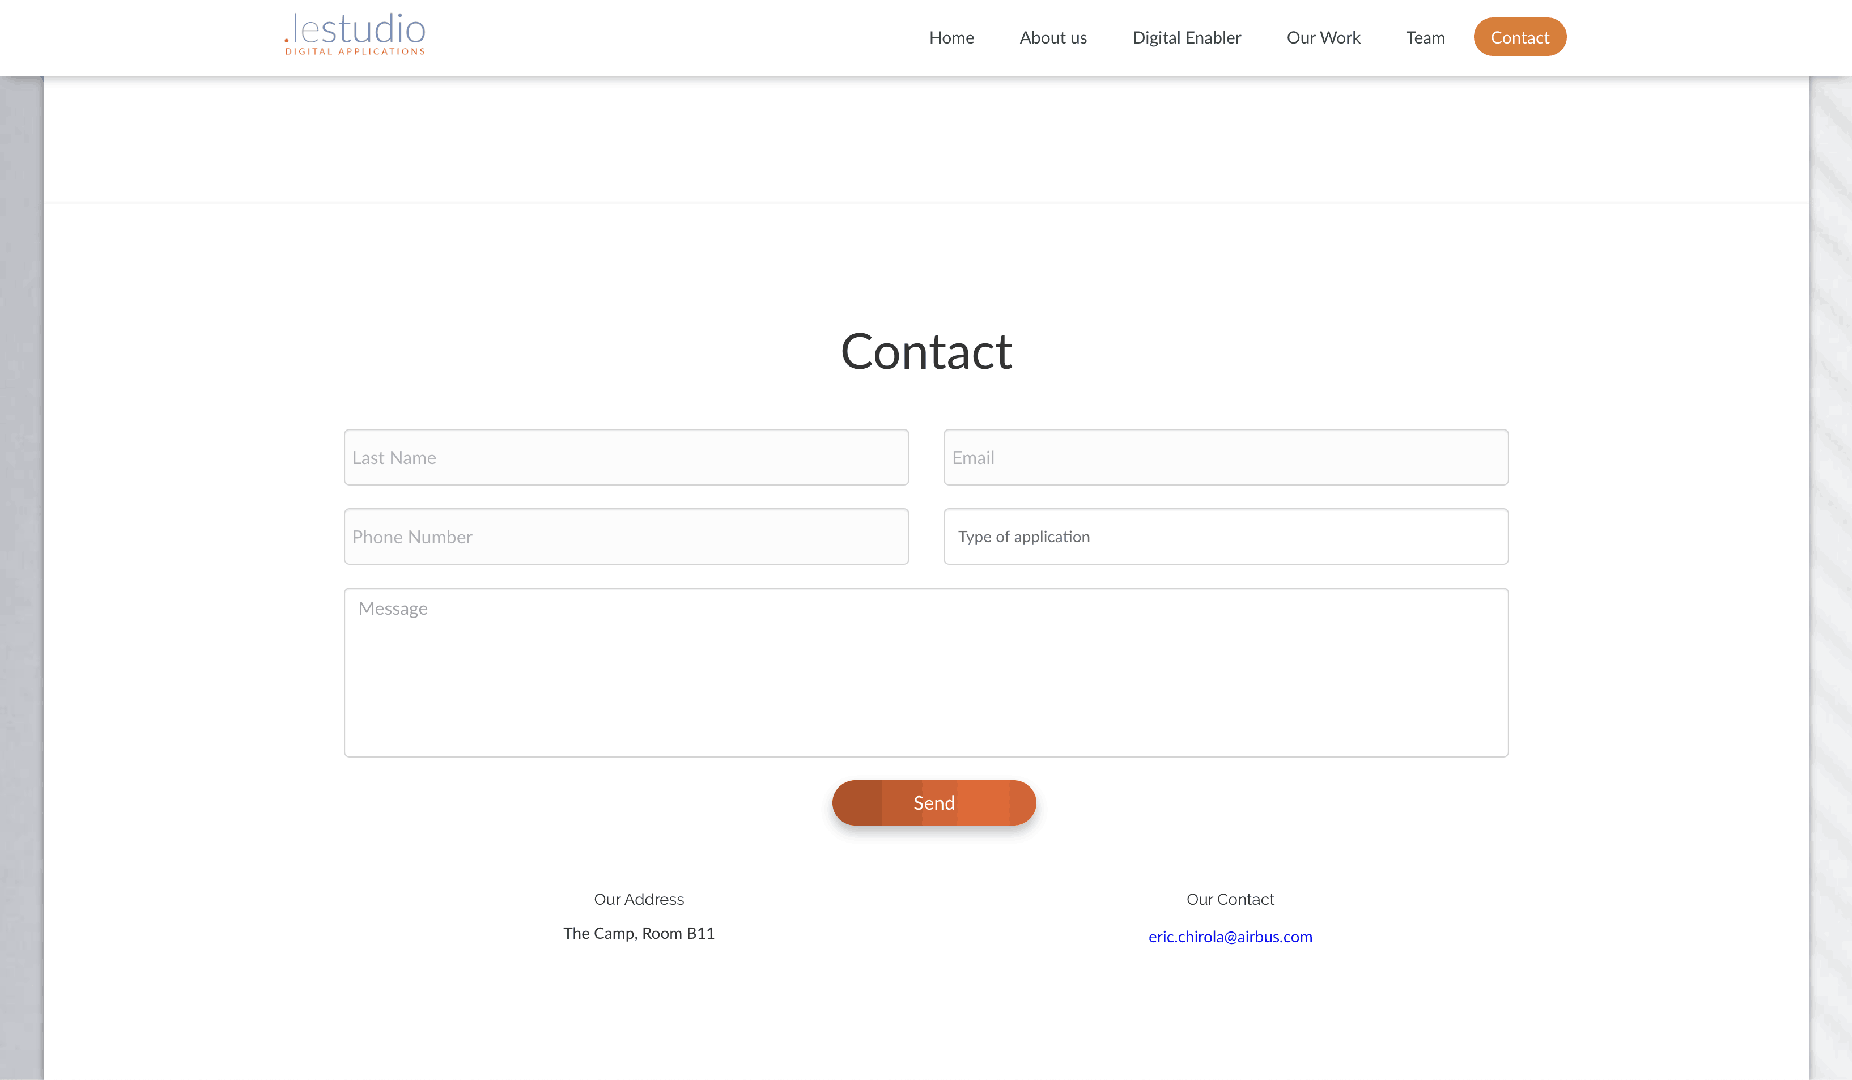 .lestudio
DIGITAL APPLICATIONS
Home
About us
Digital Enabler
Our Work
Team
Contact
Contact
Last Name
Email
Phone Number
Type of application
Message
Send
Our Address
The Camp, Room B11
Our Contact
eric.chirola@airbus.com